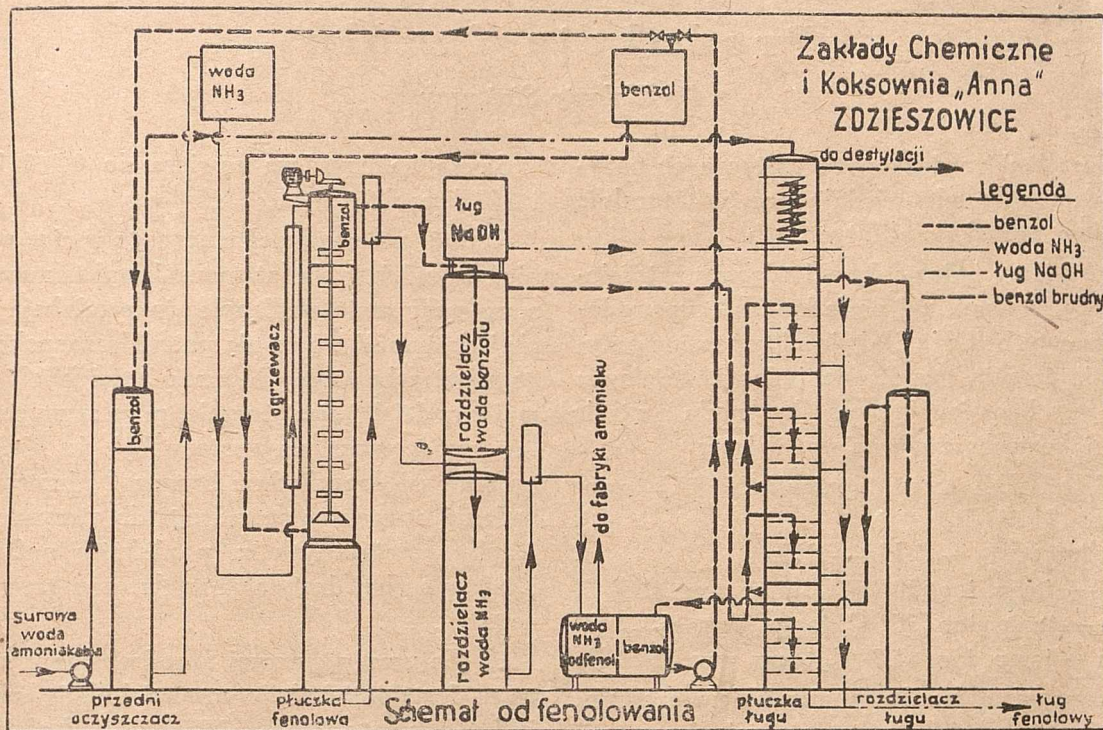 Zakłady Chemiczne
i Koksownia „Anna"
ZDZIESZOWICE
woda
NH₃
benzol
do destylacji
legenda
benzol
woda NH₃
ług NaOH
benzol brudny
benzol
ług
NaOH
ogrzewacz
rozdzielacz
wada benzolu
benzol
do fabryki amoniaku
rozdzielacz
woda NH₃
woda
NH₃
odfenol
benzol
surowa
woda
amoniakalna
przedni
oczyszczacz
płuczka
fenolowa
Schemat odfenolowania
płuczka
ługu
rozdzielacz
ługu
ług
fenolowy